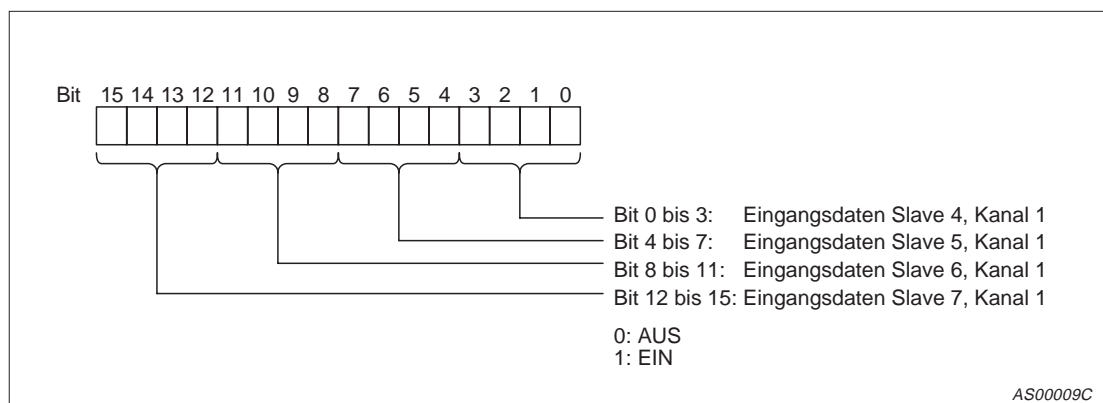 Bit 15 14 13 12 11 10 9 8 7 6 5 4 3 2 1 0
Bit 0 bis 3: Eingangsdaten Slave 4, Kanal 1
Bit 4 bis 7: Eingangsdaten Slave 5, Kanal 1
Bit 8 bis 11: Eingangsdaten Slave 6, Kanal 1
Bit 12 bis 15: Eingangsdaten Slave 7, Kanal 1
0: AUS
1: EIN
AS00009C